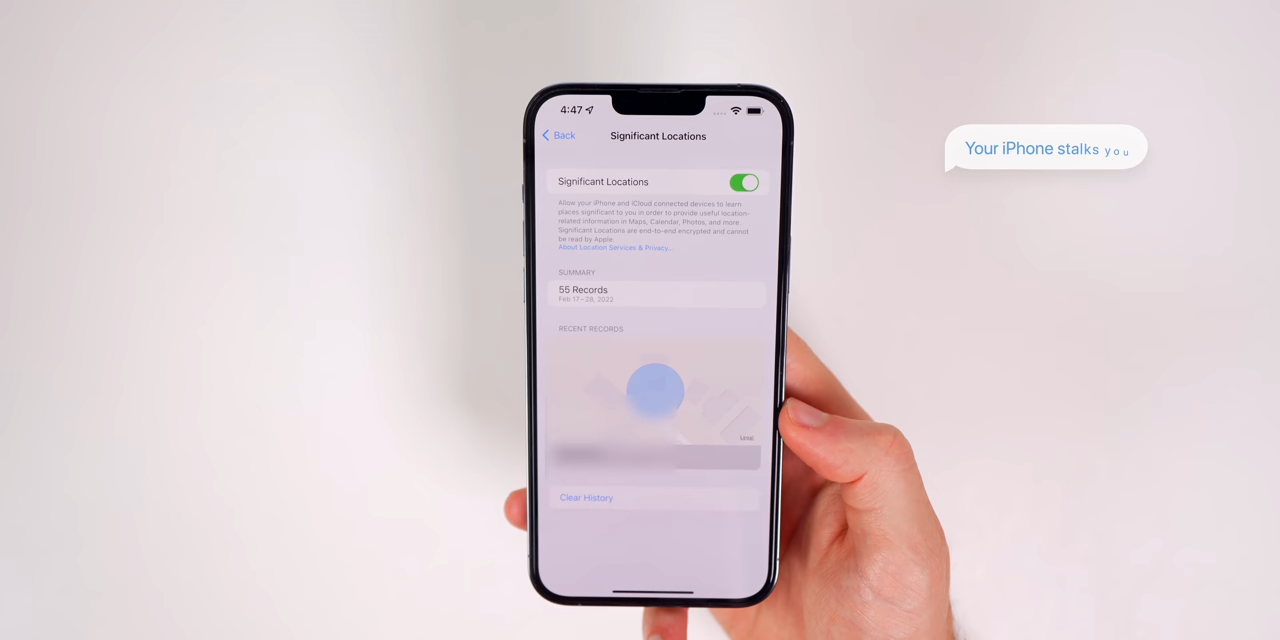 4:47
Back
Significant Locations
Significant Locations
Allow your iPhone and iCloud connected devices to learn
places significant to you in order to provide useful location-
related information in Maps, Calendar, Photos, and more.
Significant Locations are end-to-end encrypted and cannot
be read by Apple.
About Location Services & Privacy...
SUMMARY
55 Records
Feb 17–28, 2022
RECENT RECORDS
Clear History
Your iPhone stalks you